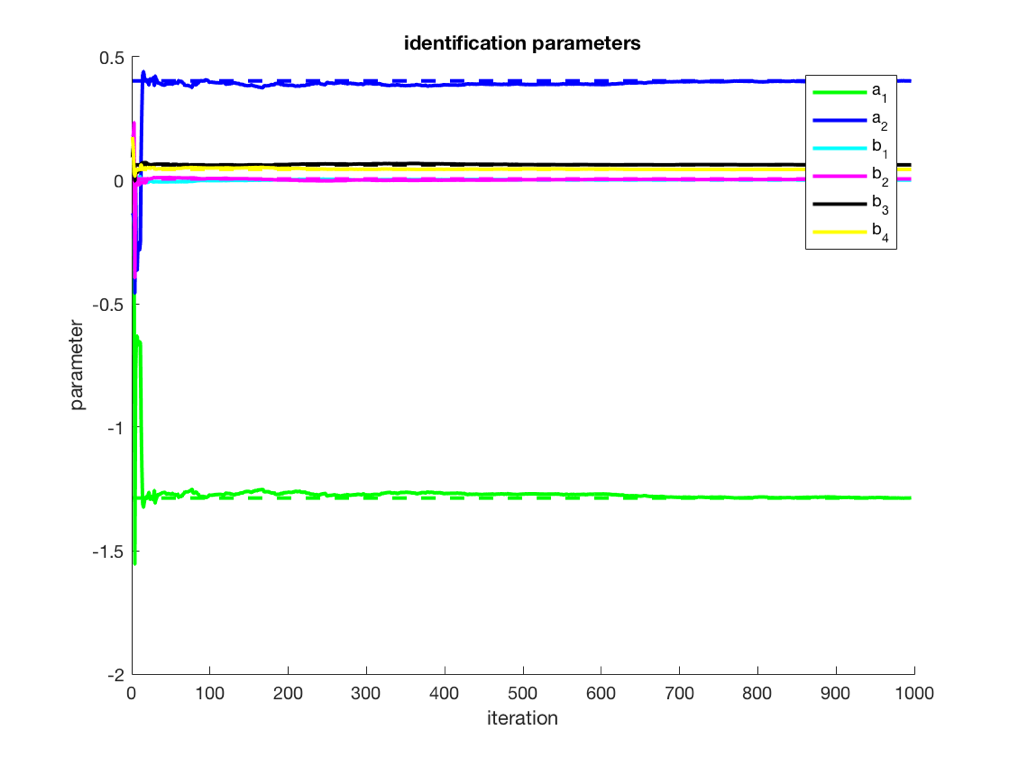 identification parameters
0.5
0
-0.5
-1
-1.5
-2
parameter
a1
a2
b1
b2
b3
b4
0 100 200 300 400 500 600 700 800 900 1000
iteration